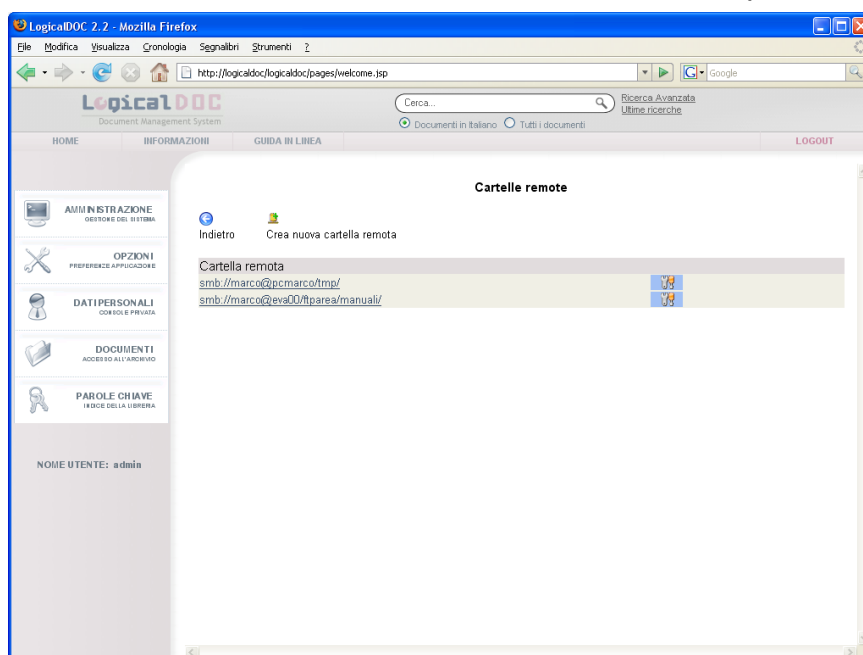 LogicalDOC 2.2 - Mozilla Firefox
File Modifica Visualizza Cronologia Segnalibri Strumenti ?
http://logicaldoc/logicaldoc/pages/welcome.jsp
Google
LogicalDOC
Document Management System
Cerca...
Ricerca Avanzata
Ultime ricerche
Documenti in Italiano Tutti i documenti
HOME INFORMAZIONI GUIDA IN LINEA LOGOUT
Cartelle remote
AMMINISTRAZIONE
GESTIONE DEL SISTEMA
Indietro Crea nuova cartella remota
OPZIONI
PREFERENZE APPLICAZIONE
Cartella remota
smb://marco@pcmarco/tmp/
smb://marco@eva00/ftparea/manuali/
DATI PERSONALI
CONSOLE PRIVATA
DOCUMENTI
ACCESSO ALL'ARCHIVIO
PAROLE CHIAVE
INDICE DELLA LIBRERIA
NOME UTENTE: admin